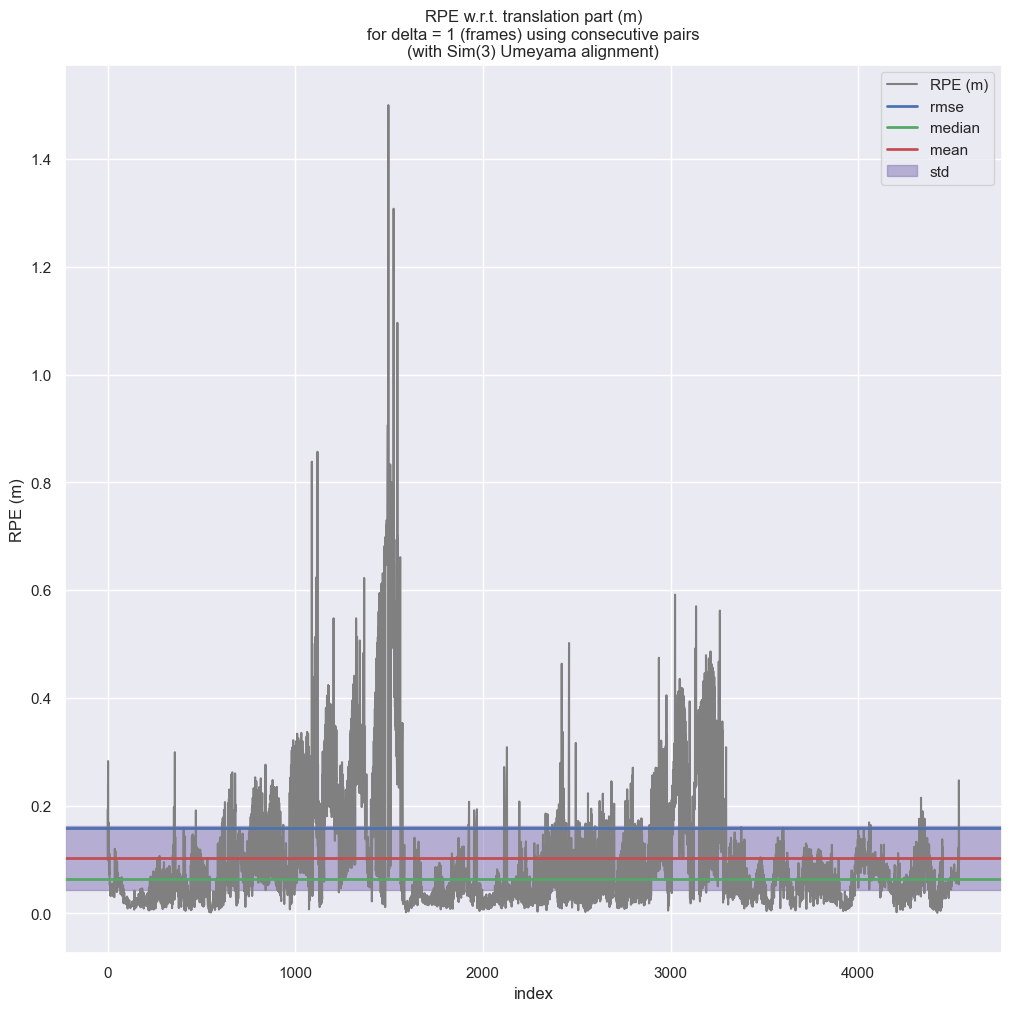 RPE w.r.t. translation part (m)
for delta = 1 (frames) using consecutive pairs
(with Sim(3) Umeyama alignment)
RPE (m)
rmse
median
mean
std
1.4
1.2
1.0
0.8
0.6
0.4
0.2
0.0
RPE (m)
0
1000
2000
3000
4000
index